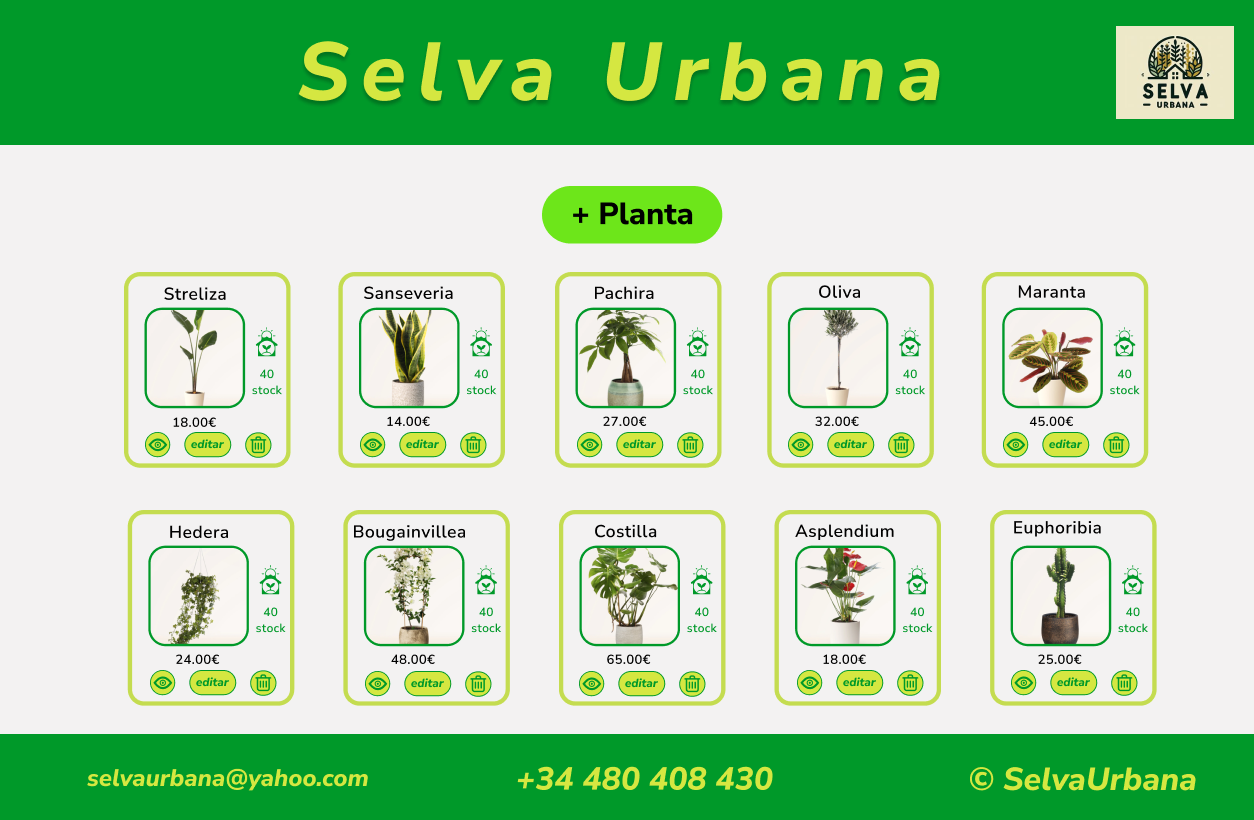 Selva Urbana
SELVA
URBANA
+ Planta
Streliza
40
stock
18.00€
editar
Sanseveria
40
stock
14.00€
editar
Pachira
40
stock
27.00€
editar
Oliva
40
stock
32.00€
editar
Maranta
40
stock
45.00€
editar
Hedera
40
stock
24.00€
editar
Bougainvillea
40
stock
48.00€
editar
Costilla
40
stock
65.00€
editar
Asplendium
40
stock
18.00€
editar
Euphoribia
40
stock
25.00€
editar
selvaurbana@yahoo.com
+34 480 408 430
© SelvaUrbana